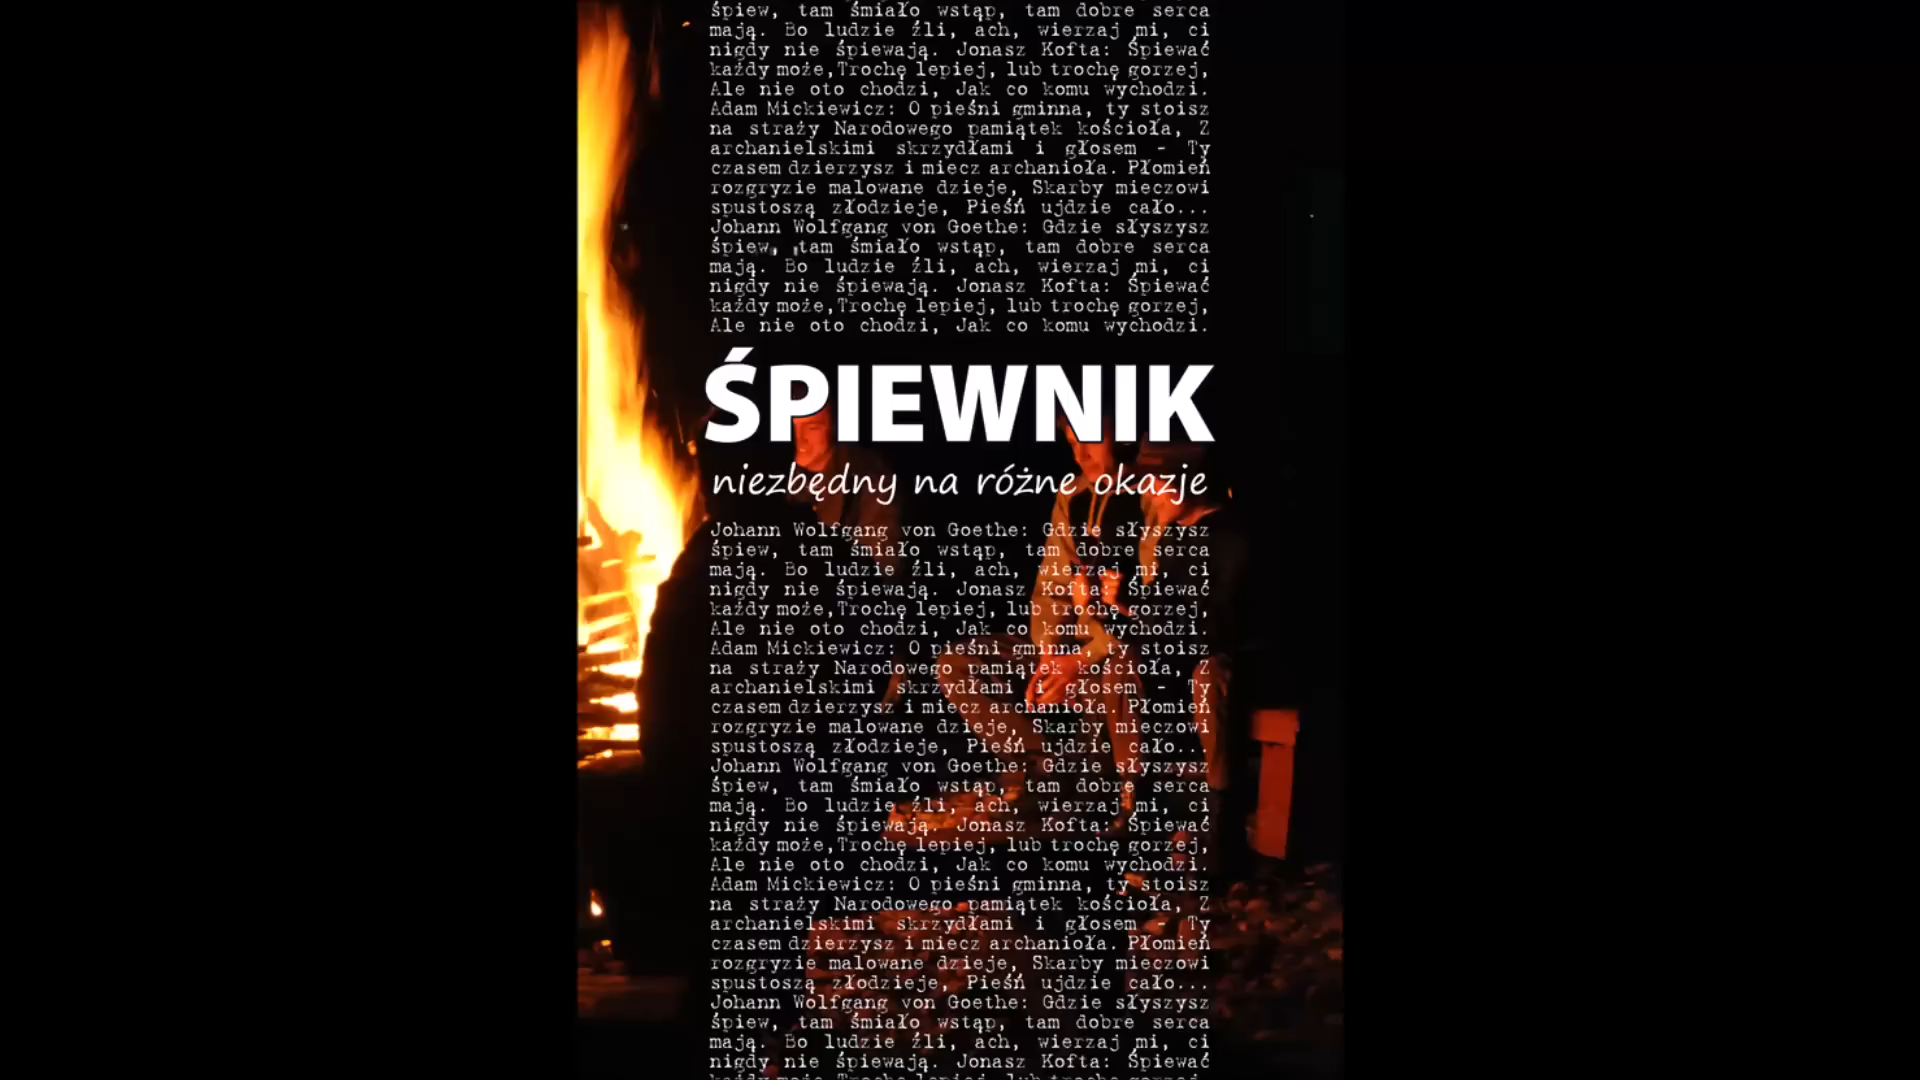 śpiew, tam śmiało wstąp, tam dobre serca
mają. Bo ludzie źli, ach, wierzaj mi, ci
nigdy nie śpiewają. Jonasz Kofta: Śpiewać
każdy może,Trochę lepiej, lub trochę gorzej,
Ale nie oto chodzi, Jak co komu wychodzi.
Adam Mickiewicz: O pieśni gminna, ty stoisz
na straży Narodowego pamiątek kościoła, Z
archanielskimi skrzydłami i głosem - Ty
czasem dzierzysz i miecz archanioła. Płomień
rozgryzie malowane dzieje, Skarby mieczowi
spustoszą złodzieje, Pieśń ujdzie cało...
Johann Wolfgang von Goethe: Gdzie słyszysz
śpiew, tam śmiało wstąp, tam dobre serca
mają. Bo ludzie źli, ach, wierzaj mi, ci
nigdy nie śpiewają. Jonasz Kofta: Śpiewać
każdy może,Trochę lepiej, lub trochę gorzej,
Ale nie oto chodzi, Jak co komu wychodzi.
ŚPIEWNIK
niezbędny na różne okazje
Johann Wolfgang von Goethe: Gdzie słyszysz
śpiew, tam śmiało wstąp, tam dobre serca
mają. Bo ludzie źli, ach, wierzaj mi, ci
nigdy nie śpiewają. Jonasz Kofta: Śpiewać
każdy może,Trochę lepiej, lub trochę gorzej,
Ale nie oto chodzi, Jak co komu wychodzi.
Adam Mickiewicz: O pieśni gminna, ty stoisz
na straży Narodowego pamiątek kościoła, Z
archanielskimi skrzydłami i głosem - Ty
czasem dzierzysz i miecz archanioła. Płomień
rozgryzie malowane dzieje, Skarby mieczowi
spustoszą złodzieje, Pieśń ujdzie cało...
Johann Wolfgang von Goethe: Gdzie słyszysz
śpiew, tam śmiało wstąp, tam dobre serca
mają. Bo ludzie źli, ach, wierzaj mi, ci
nigdy nie śpiewają. Jonasz Kofta: Śpiewać
każdy może,Trochę lepiej, lub trochę gorzej,
Ale nie oto chodzi, Jak co komu wychodzi.
Adam Mickiewicz: O pieśni gminna, ty stoisz
na straży Narodowego pamiątek kościoła, Z
archanielskimi skrzydłami i głosem - Ty
czasem dzierzysz i miecz archanioła. Płomień
rozgryzie malowane dzieje, Skarby mieczowi
spustoszą złodzieje, Pieśń ujdzie cało...
Johann Wolfgang von Goethe: Gdzie słyszysz
śpiew, tam śmiało wstąp, tam dobre serca
mają. Bo ludzie źli, ach, wierzaj mi, ci
nigdy nie śpiewają. Jonasz Kofta: Śpiewać